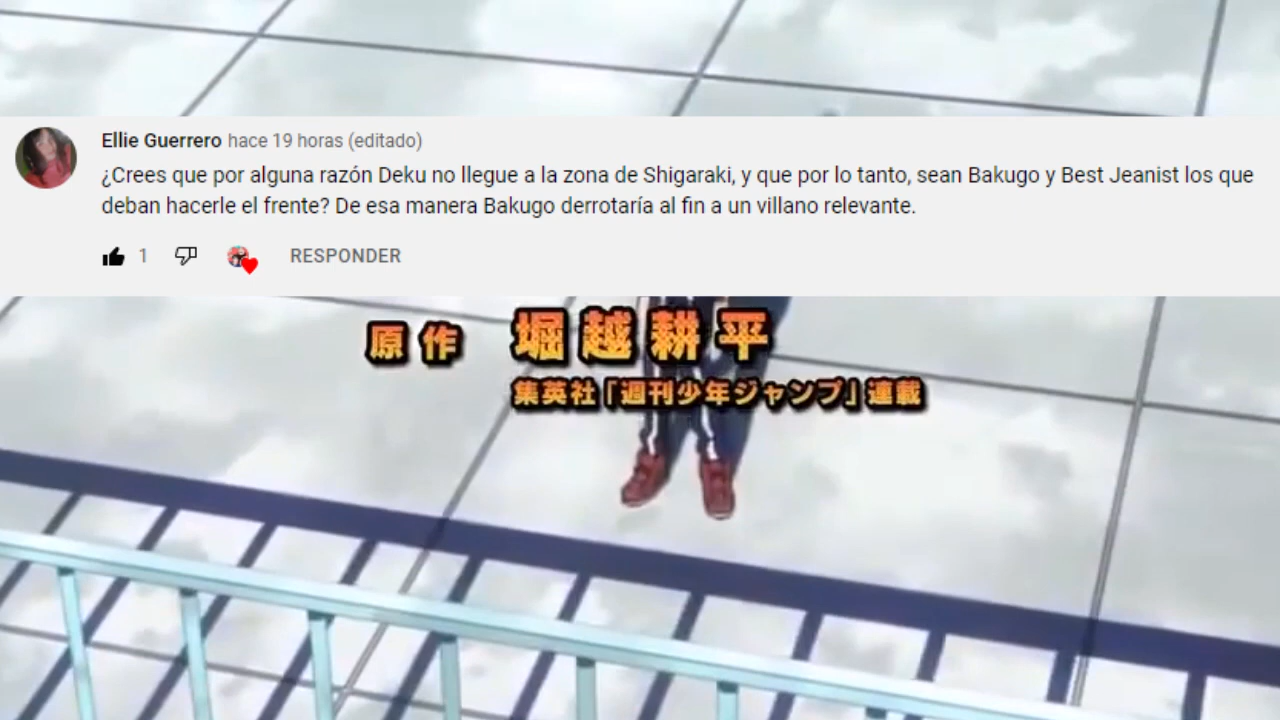 Ellie Guerrero hace 19 horas (editado)
¿Crees que por alguna razón Deku no llegue a la zona de Shigaraki, y que por lo tanto, sean Bakugo y Best Jeanist los que
deban hacerle el frente? De esa manera Bakugo derrotaría al fin a un villano relevante.
1 RESPONDER
原作 堀越耕平
集英社「週刊少年ジャンプ」連載